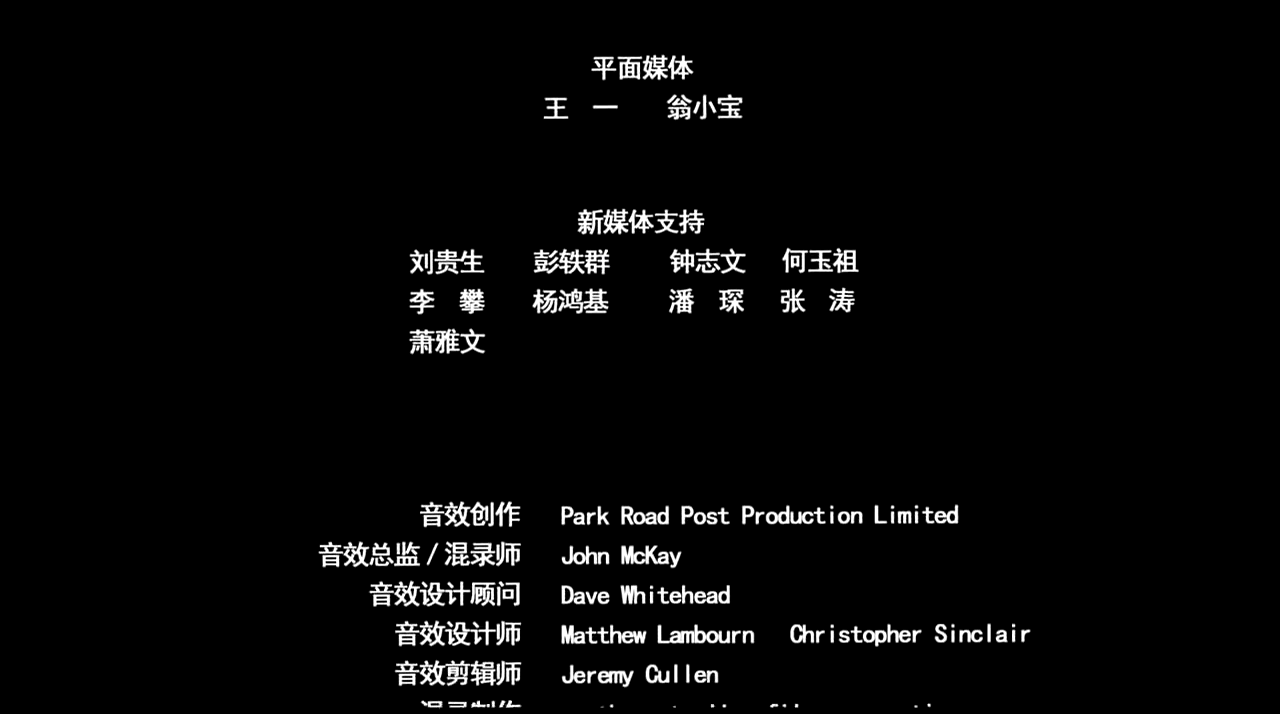 平面媒体
王 一 翁小宝
新媒体支持
刘贵生 彭轶群 钟志文 何玉祖
李 攀 杨鸿基 潘 琛 张 涛
萧雅文
音效创作 Park Road Post Production Limited
音效总监/混录师 John McKay
音效设计顾问 Dave Whitehead
音效设计师 Matthew Lambourn Christopher Sinclair
音效剪辑师 Jeremy Cullen